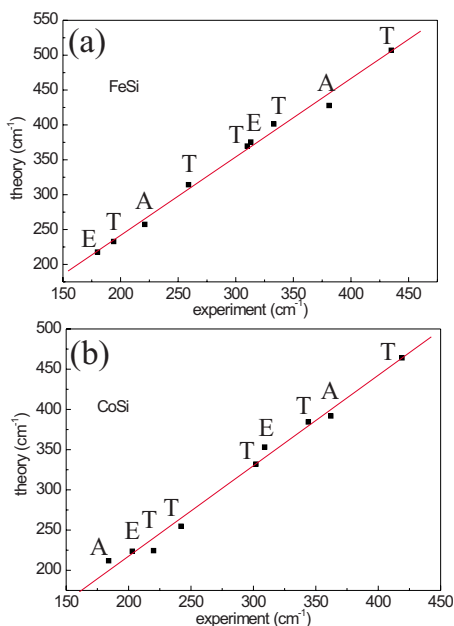 (a)
FeSi
theory (cm-1)
550
500
450
400
350
300
250
200
E
T
A
T
T
E
T
A
T
150 200 250 300 350 400 450
experiment (cm-1)
(b)
CoSi
theory (cm-1)
500
450
400
350
300
250
200
A
E
T
T
T
E
T
A
T
150 200 250 300 350 400 450
experiment (cm-1)